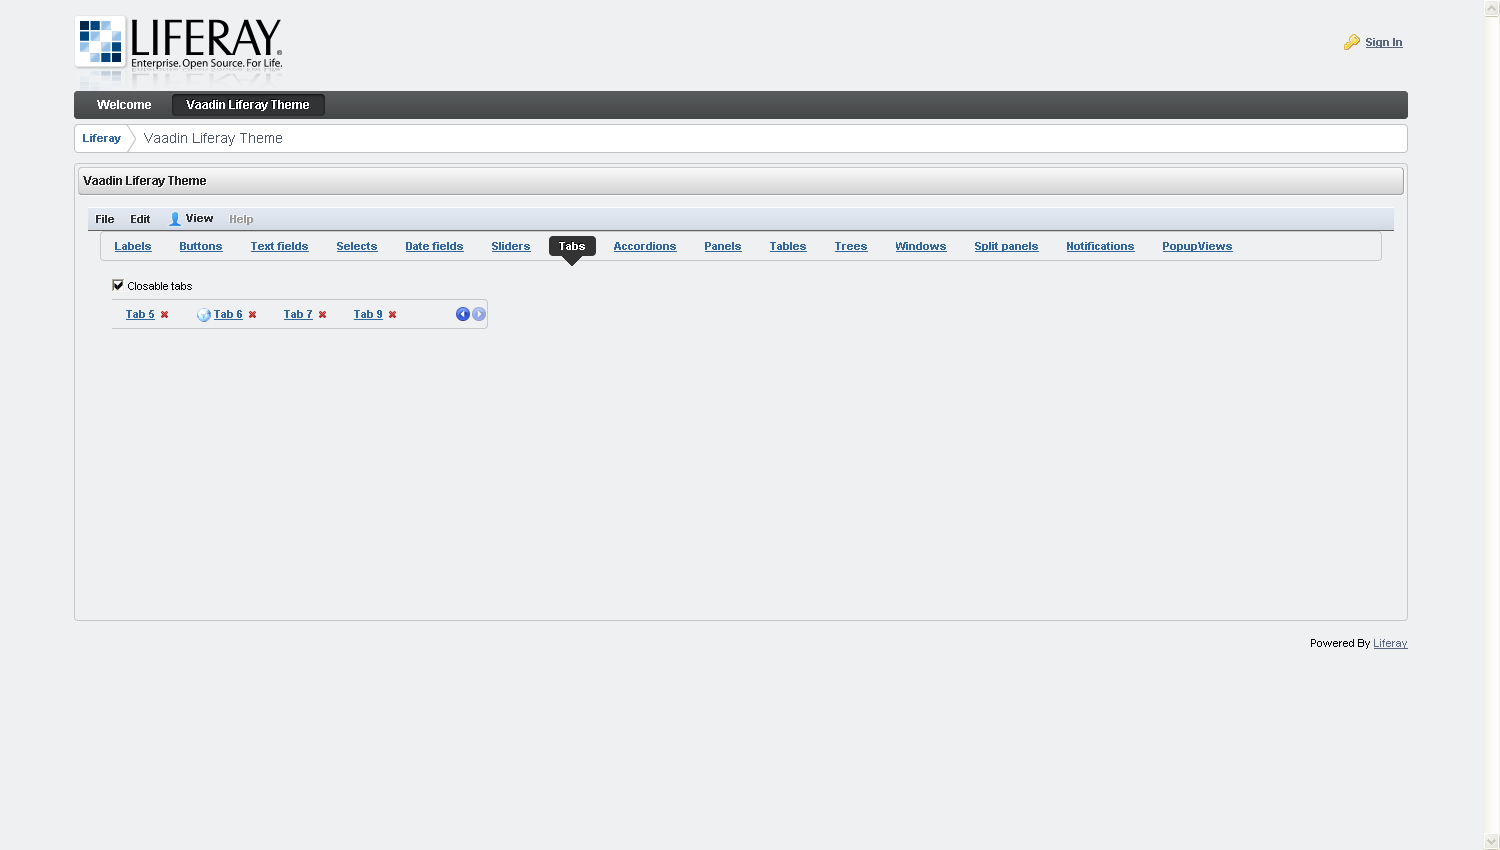 LIFERAY.
Enterprise. Open Source. For Life.
Sign In
Welcome Vaadin Liferay Theme
Liferay Vaadin Liferay Theme
Vaadin Liferay Theme
File Edit View Help
Labels Buttons Text fields Selects Date fields Sliders Tabs Accordions Panels Tables Trees Windows Split panels Notifications PopupViews
Closable tabs
Tab 5 Tab 6 Tab 7 Tab 9
Powered By Liferay